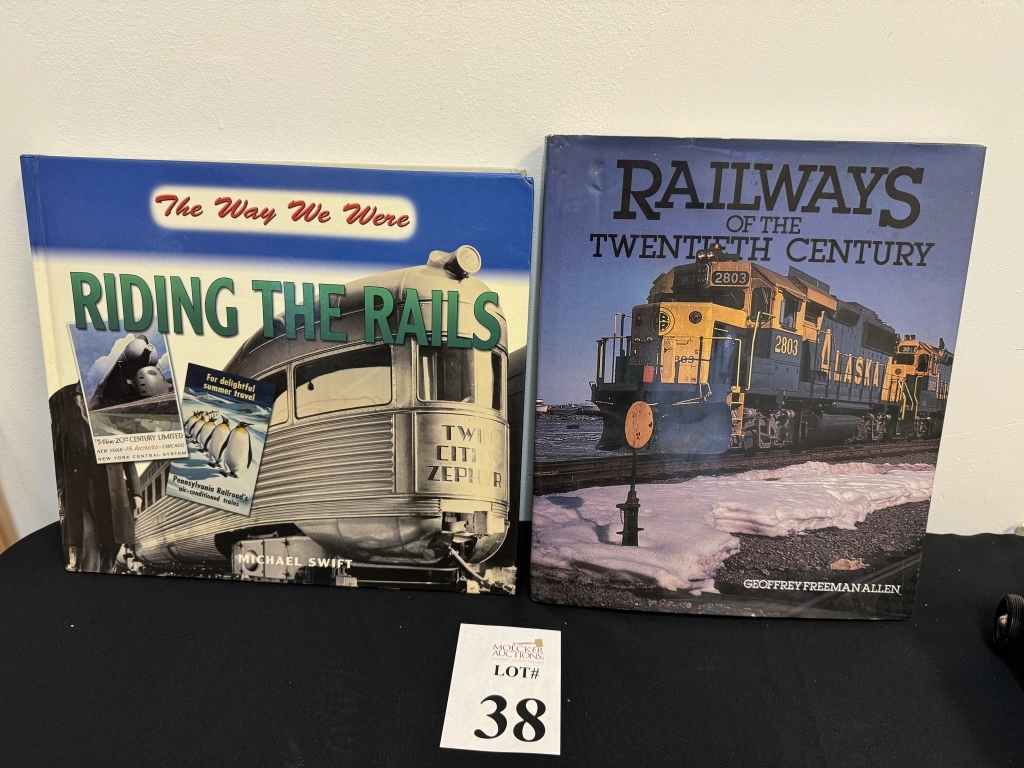 The Way We Were
RIDING THE RAILS
The New 20TH CENTURY LIMITED
NEW YORK-16 hours-CHICAGO
NEW YORK CENTRAL SYSTEM
For delightful
summer travel
Pennsylvania Railroad's
air-conditioned trains
TWIN
CITIES
ZEPHYR
MICHAEL SWIFT
RAILWAYS
OF THE
TWENTIETH CENTURY
2803
2803
ALASKA
GEOFFREY FREEMAN ALLEN
MOECKER
AUCTIONS
LOT#
38